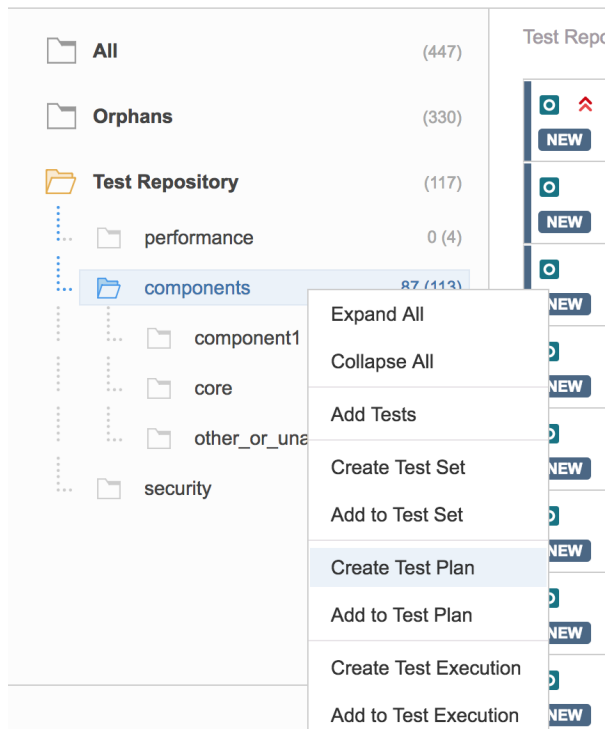 Test Repo
All (447)
Orphans (330)
Test Repository (117)
performance 0 (4)
components 87 (113)
component1
core
other_or_una
security
Expand All
Collapse All
Add Tests
Create Test Set
Add to Test Set
Create Test Plan
Add to Test Plan
Create Test Execution
Add to Test Execution
NEW
NEW
NEW
NEW
NEW
NEW
NEW
NEW